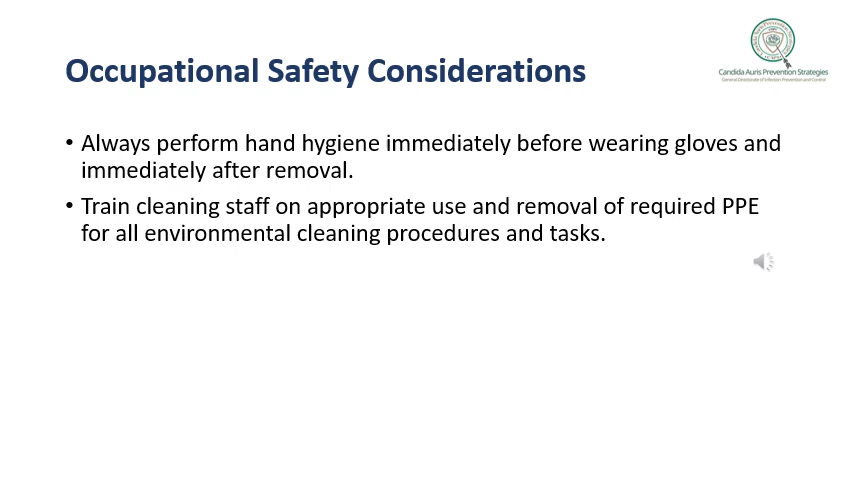 Occupational Safety Considerations
Candida Auris Prevention Strategies
General Directorate of Infection Prevention and Control
• Always perform hand hygiene immediately before wearing gloves and
immediately after removal.
• Train cleaning staff on appropriate use and removal of required PPE
for all environmental cleaning procedures and tasks.